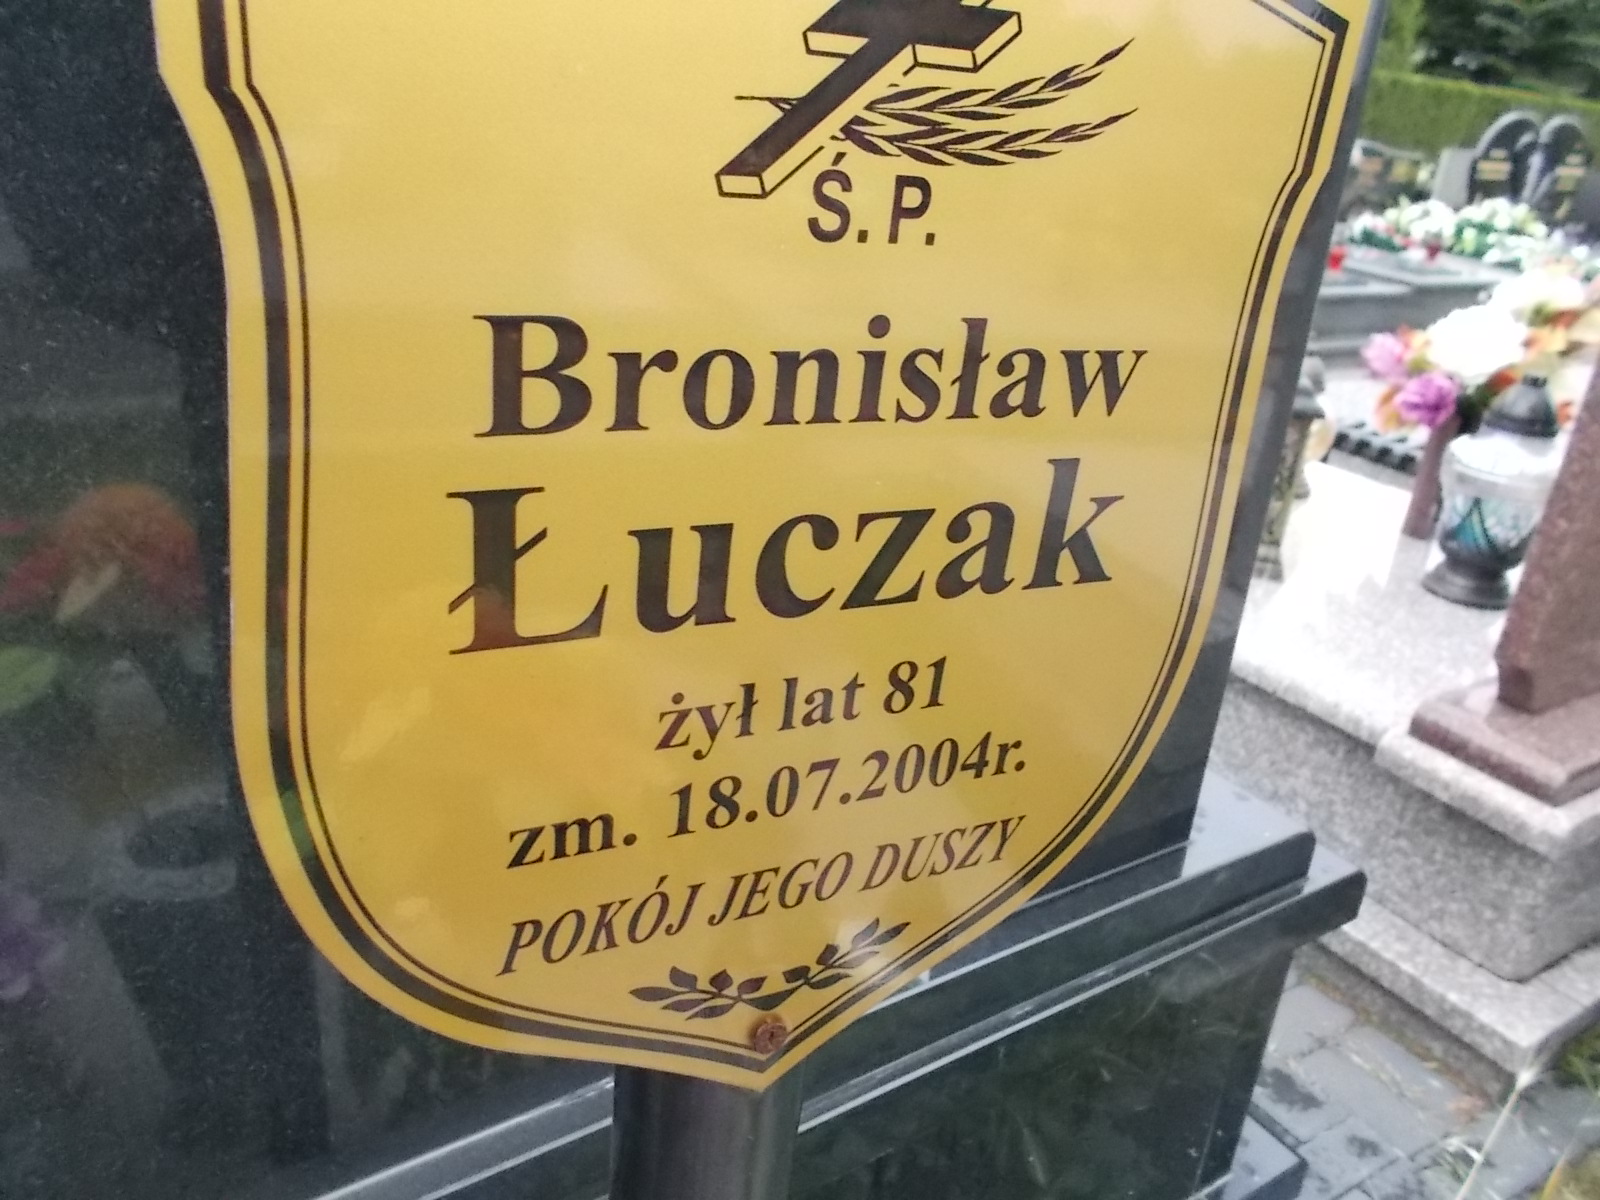 Ś. P.
Bronisław
Łuczak
żył lat 81
zm. 18.07.2004r.
POKÓJ JEGO DUSZY